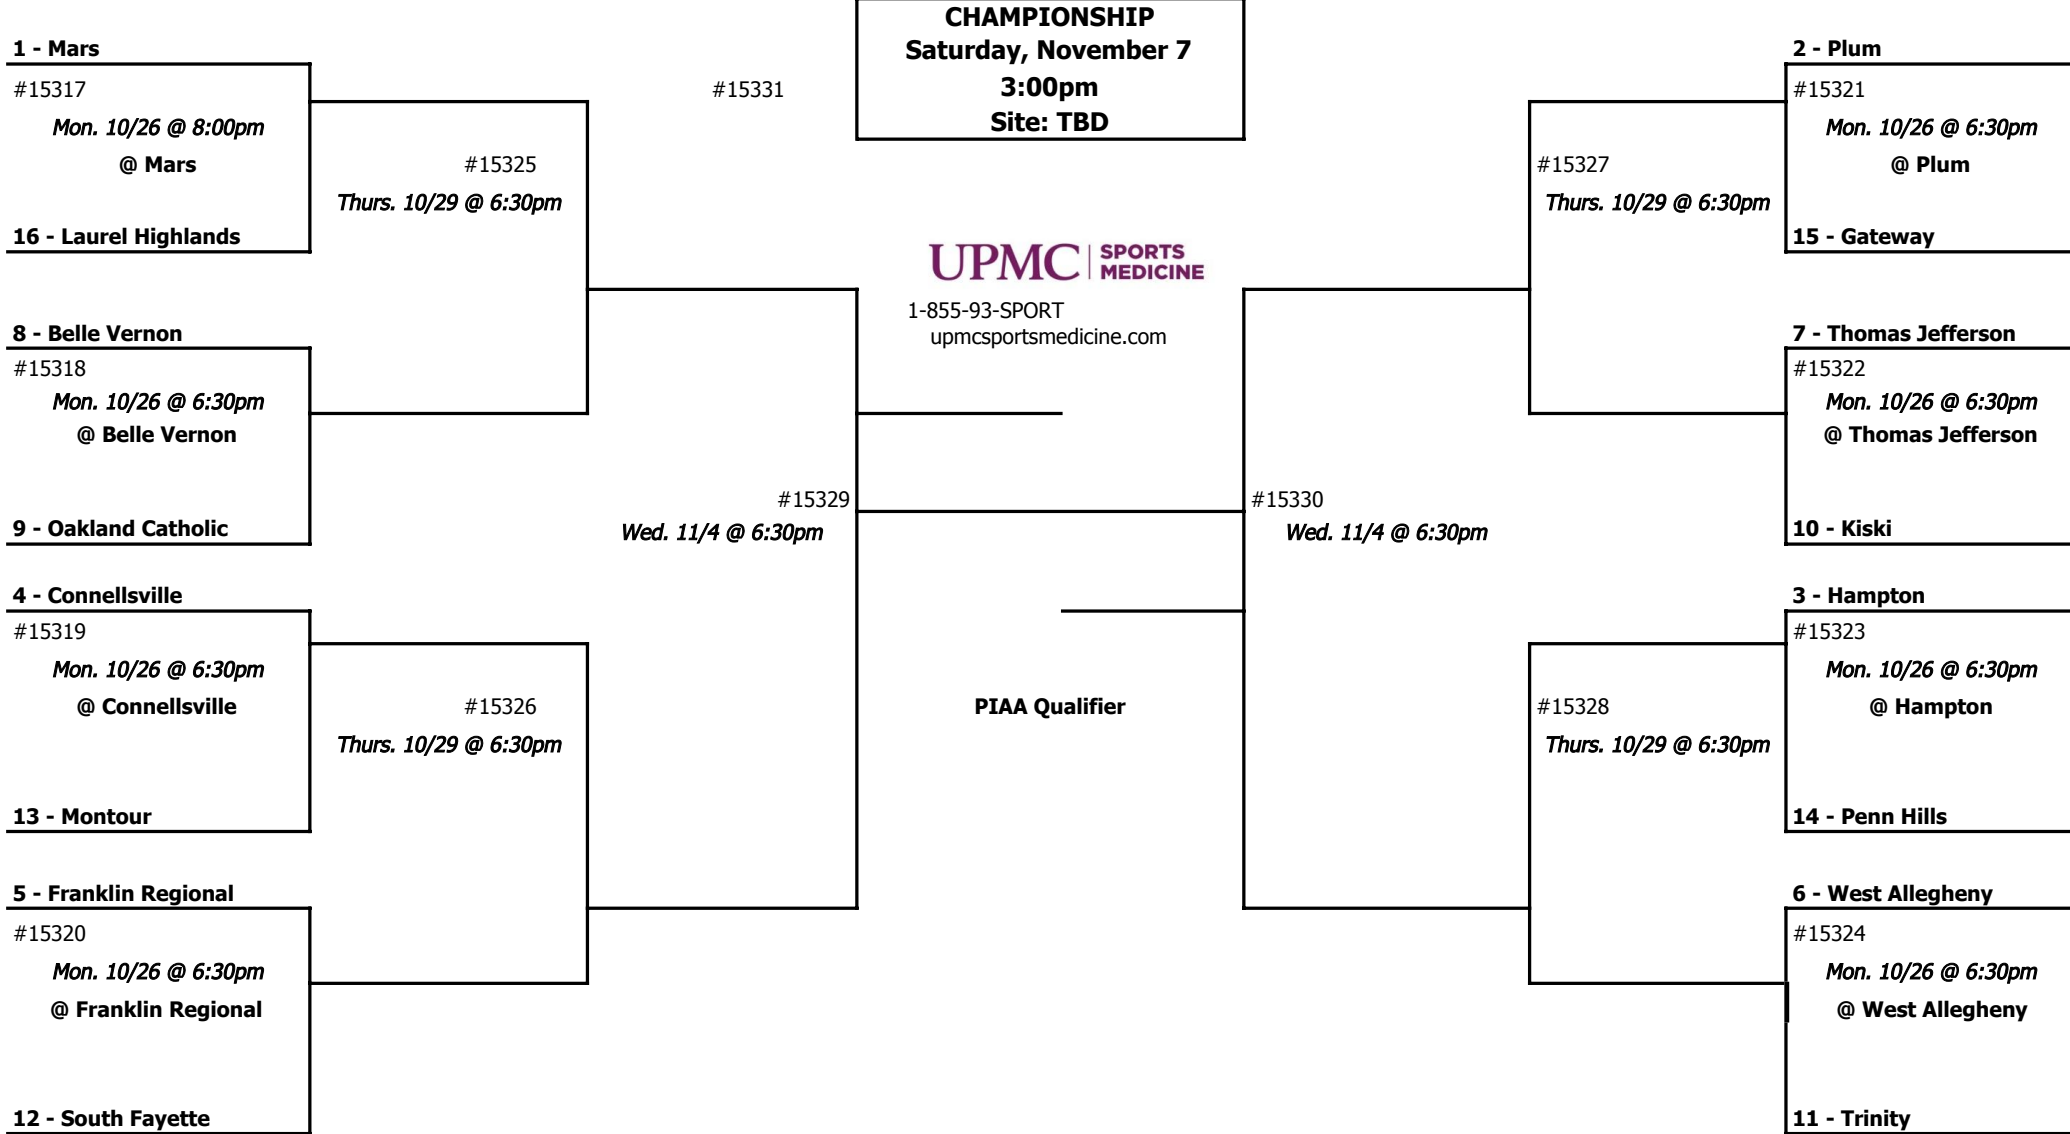 CHAMPIONSHIP
Saturday, November 7
3:00pm
Site: TBD
#15331
1 - Mars
#15317
Mon. 10/26 @ 8:00pm
@ Mars
16 - Laurel Highlands
#15325
Thurs. 10/29 @ 6:30pm
8 - Belle Vernon
#15318
Mon. 10/26 @ 6:30pm
@ Belle Vernon
9 - Oakland Catholic
#15329
Wed. 11/4 @ 6:30pm
4 - Connellsville
#15319
Mon. 10/26 @ 6:30pm
@ Connellsville
13 - Montour
#15326
Thurs. 10/29 @ 6:30pm
5 - Franklin Regional
#15320
Mon. 10/26 @ 6:30pm
@ Franklin Regional
12 - South Fayette
UPMC SPORTS
MEDICINE
1-855-93-SPORT
upmcsportsmedicine.com
PIAA Qualifier
2 - Plum
#15321
Mon. 10/26 @ 6:30pm
@ Plum
15 - Gateway
#15327
Thurs. 10/29 @ 6:30pm
7 - Thomas Jefferson
#15322
Mon. 10/26 @ 6:30pm
@ Thomas Jefferson
10 - Kiski
#15330
Wed. 11/4 @ 6:30pm
3 - Hampton
#15323
Mon. 10/26 @ 6:30pm
@ Hampton
14 - Penn Hills
#15328
Thurs. 10/29 @ 6:30pm
6 - West Allegheny
#15324
Mon. 10/26 @ 6:30pm
@ West Allegheny
11 - Trinity